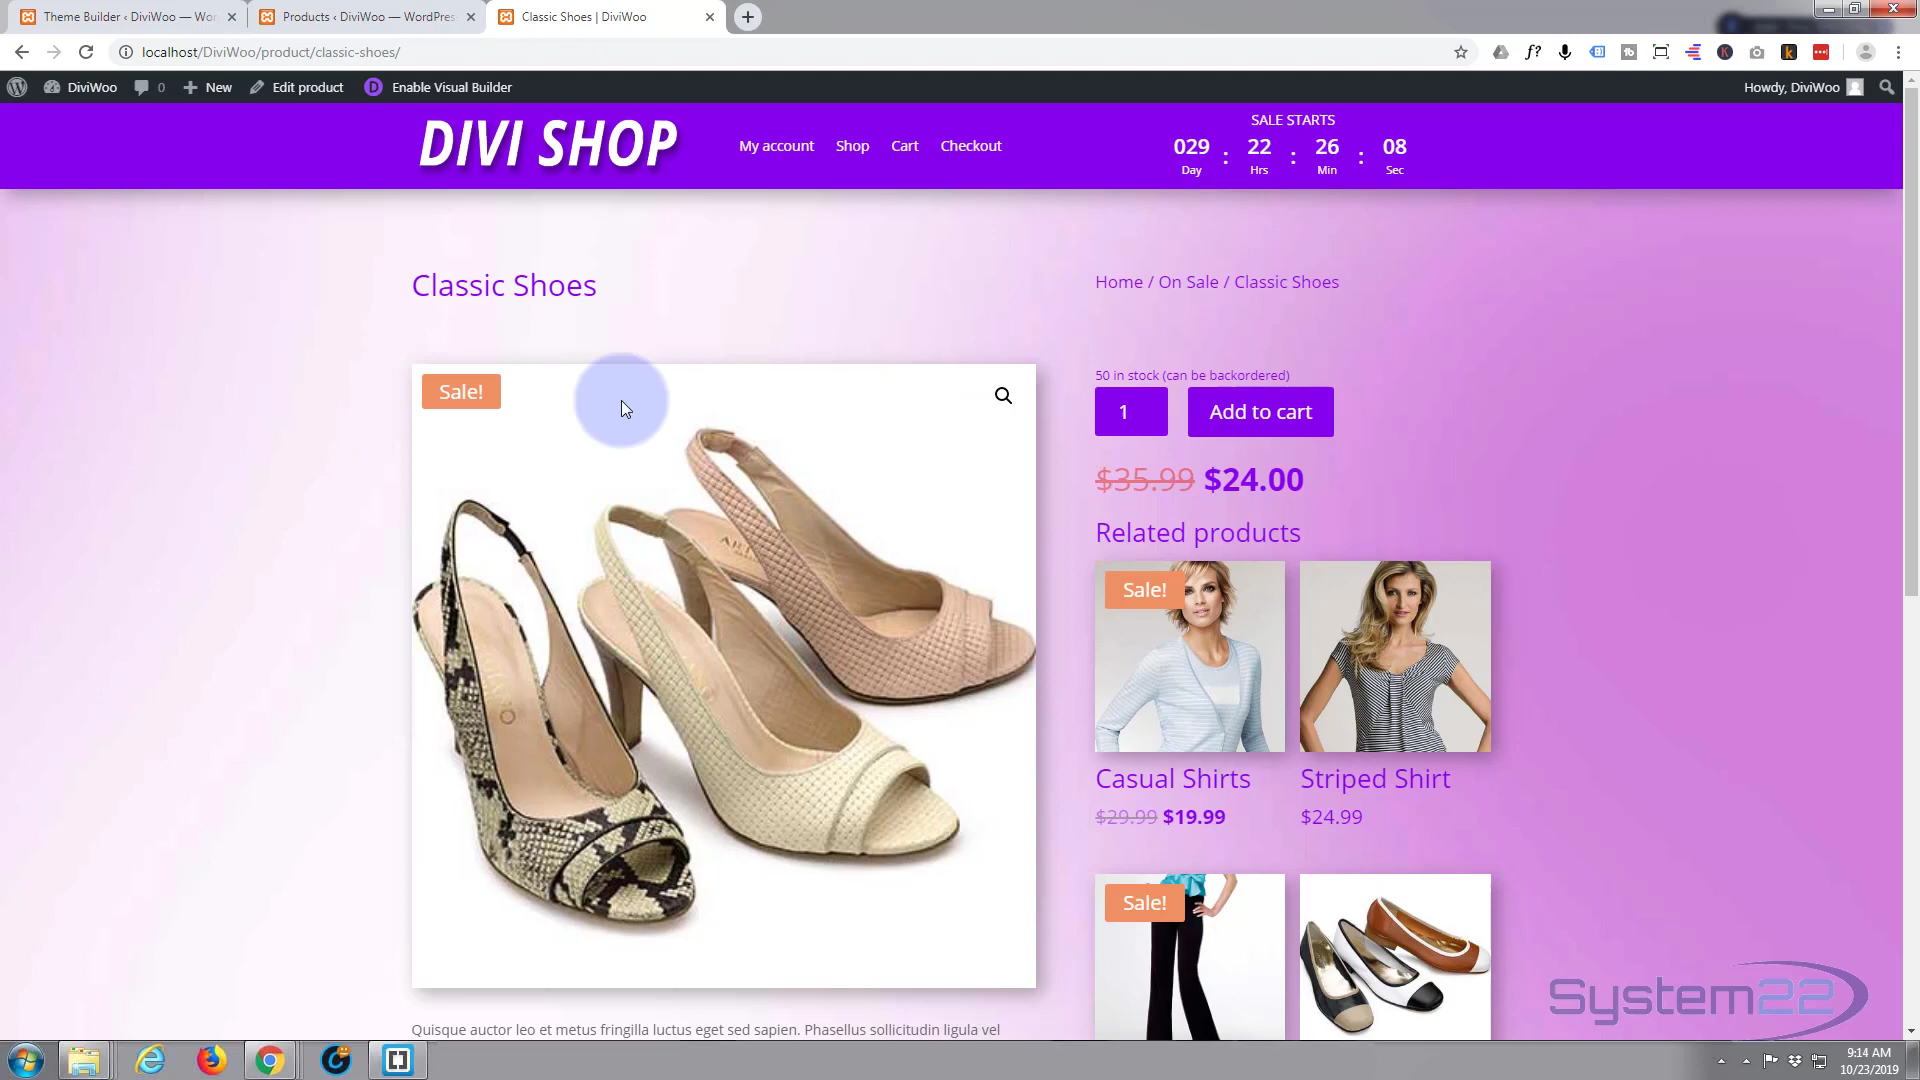 Theme Builder ‹ DiviWoo — Wor
Products ‹ DiviWoo — WordPress
Classic Shoes | DiviWoo
localhost/DiviWoo/product/classic-shoes/
DiviWoo
0
New
Edit product
Enable Visual Builder
Howdy, DiviWoo
DIVI SHOP
My account
Shop
Cart
Checkout
SALE STARTS
029 : 22 : 26 : 08
Day Hrs Min Sec
Classic Shoes
Home / On Sale / Classic Shoes
Sale!
50 in stock (can be backordered)
1
Add to cart
$35.99 $24.00
Related products
Sale!
Casual Shirts
$29.99 $19.99
Striped Shirt
$24.99
Sale!
Quisque auctor leo et metus fringilla luctus eget sed sapien. Phasellus sollicitudin ligula vel
System22
9:14 AM
10/23/2019